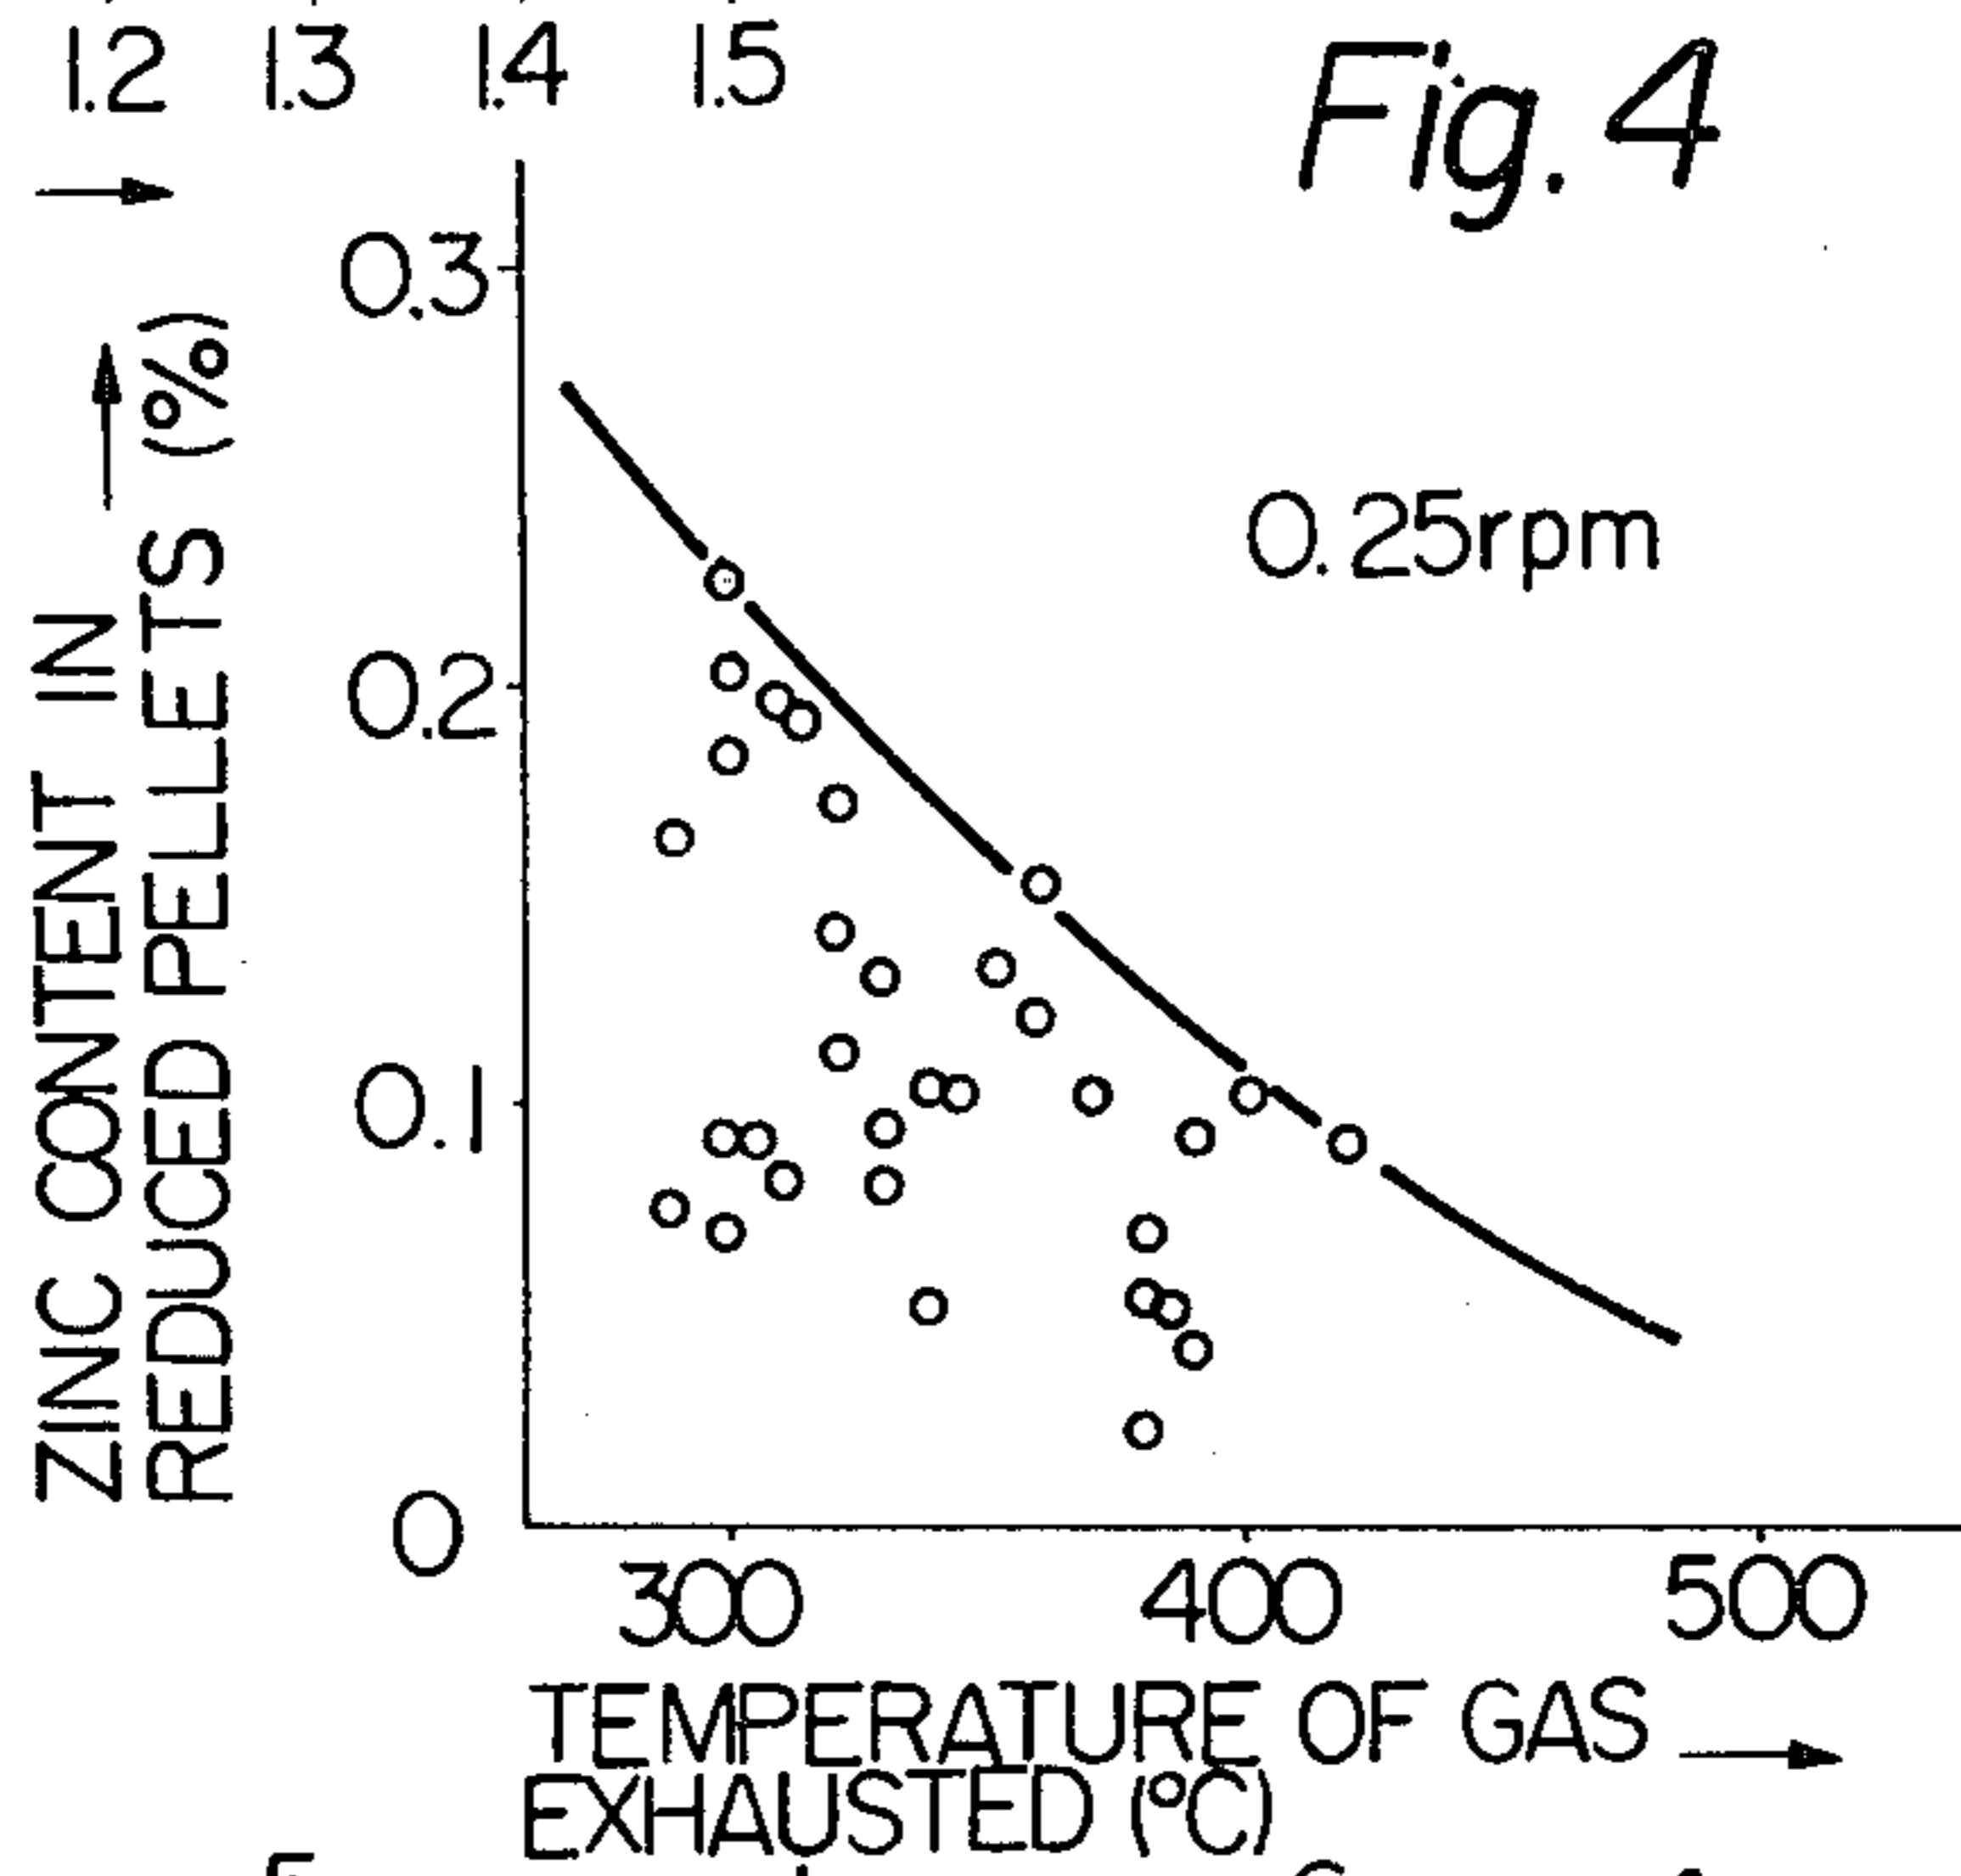 1.2 1.3 1.4 1.5
Fig. 4
ZINC CONTENT IN
REDUCED PELLETS (%)
0.3
0.2
0.1
0
0.25rpm
300 400 500
TEMPERATURE OF GAS
EXHAUSTED (°C)